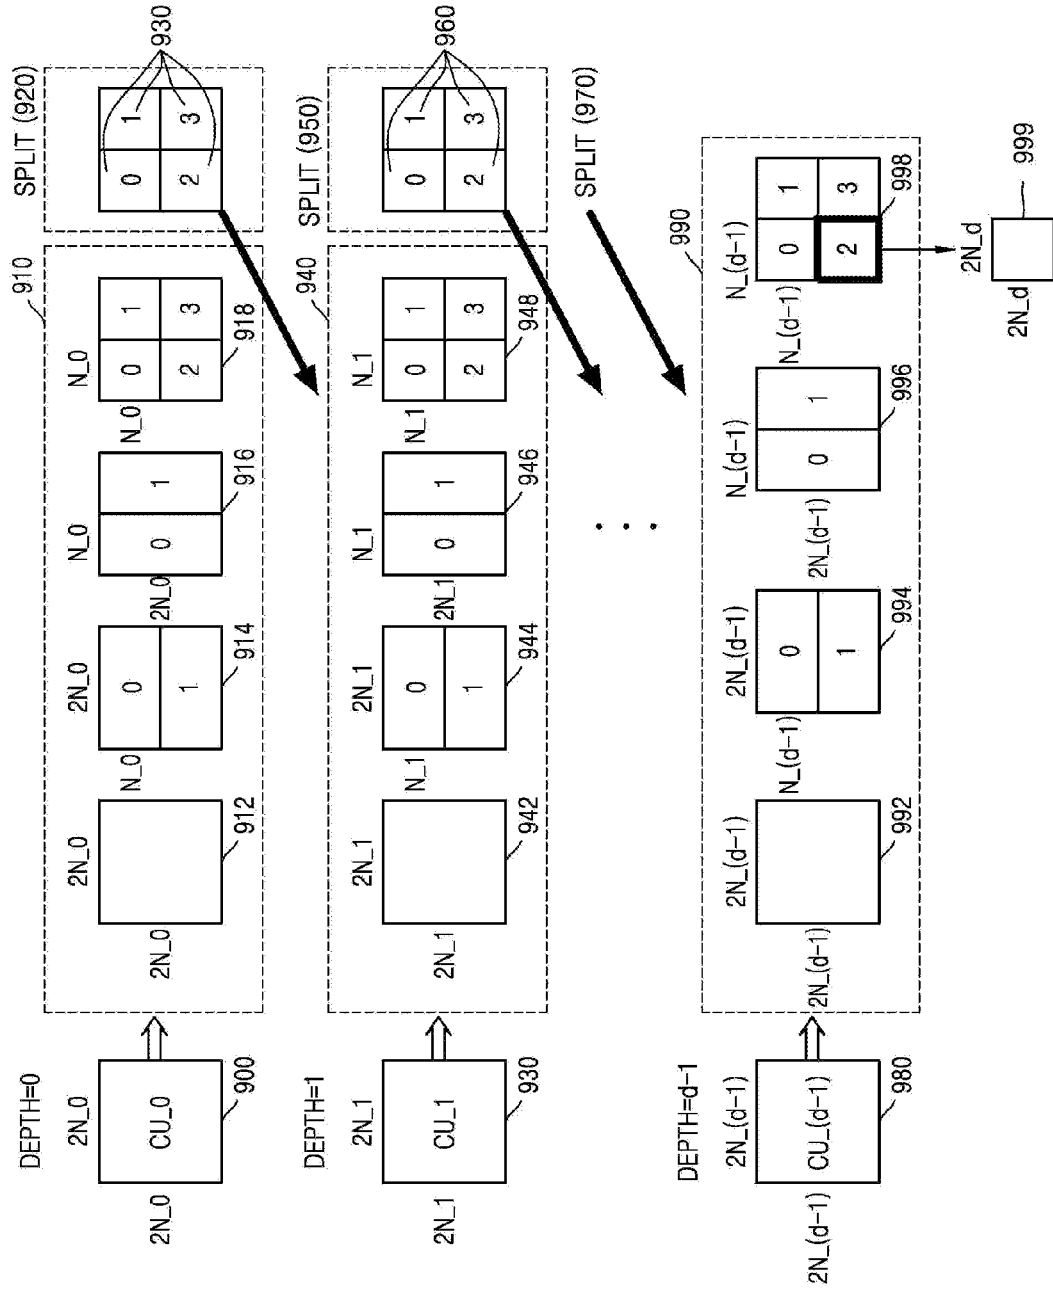 DEPTH=0
2N_0
2N_0
CU_0
900
910
2N_0
2N_0
912
2N_0
N_0
0
1
914
N_0
2N_0
0
1
916
N_0
N_0
0
1
2
3
918
SPLIT (920)
0
1
2
3
930
DEPTH=1
2N_1
2N_1
CU_1
930
940
2N_1
2N_1
942
2N_1
N_1
0
1
944
N_1
2N_1
0
1
946
N_1
N_1
0
1
2
3
948
SPLIT (950)
0
1
2
3
960
SPLIT (970)
DEPTH=d-1
2N_(d-1)
2N_(d-1)
CU_(d-1)
980
990
2N_(d-1)
2N_(d-1)
992
2N_(d-1)
N_(d-1)
0
1
994
N_(d-1)
2N_(d-1)
0
1
996
N_(d-1)
N_(d-1)
0
1
2
3
998
2N_d
2N_d
999